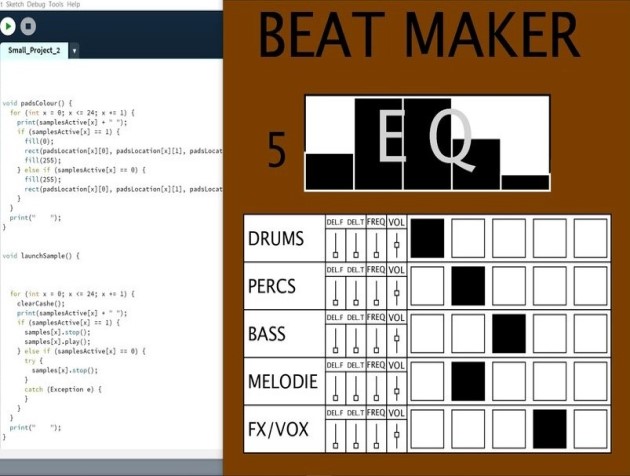 t Sketch Debug Tools Help
Small_Project_2
void padsColour() {
for (int x = 0; x <= 24; x += 1) {
print(samplesActive[x] + " ");
if (samplesActive[x] == 1) {
fill(0);
rect(padsLocation[x][0], padsLocation[x][1], padsLocat
fill(255);
} else if (samplesActive[x] == 0) {
fill(255);
rect(padsLocation[x][0], padsLocation[x][1], padsLocat
}
}
print("    ");
}
void launchSample() {
for (int x = 0; x <= 24; x += 1) {
clearCashe();
print(samplesActive[x] + " ");
if (samplesActive[x] == 1) {
samples[x].stop();
samples[x].play();
} else if (samplesActive[x] == 0) {
try {
samples[x].stop();
}
catch (Exception e) {
}
}
}
print("    ");
}
BEAT MAKER
5 EQ
DRUMS DEL.F DEL.T FREQ VOL
PERCS DEL.F DEL.T FREQ VOL
BASS DEL.F DEL.T FREQ VOL
MELODIE DEL.F DEL.T FREQ VOL
FX/VOX DEL.F DEL.T FREQ VOL